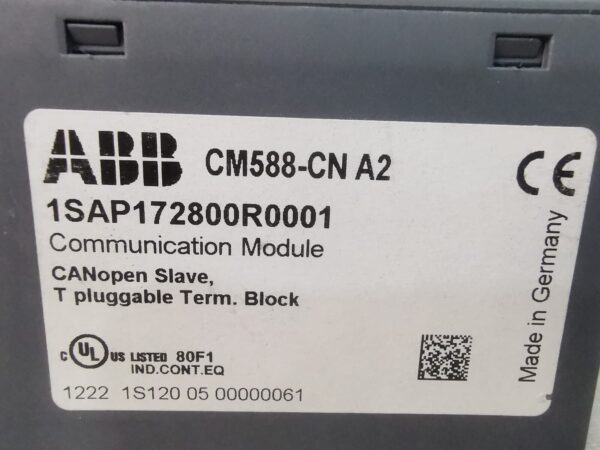 ABB CM588-CN A2
CE
1SAP172800R0001
Communication Module
CANopen Slave,
T pluggable Term. Block
Made in Germany
C UL US LISTED 80F1
IND.CONT.EQ
1222 1S120 05 00000061